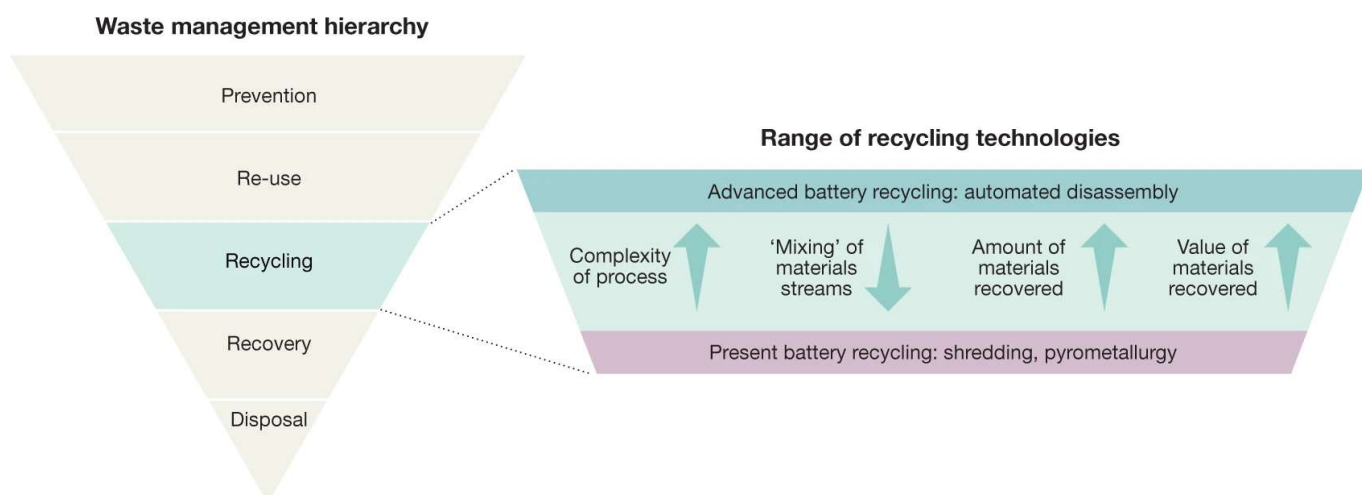 Waste management hierarchy
Prevention
Re-use
Recycling
Recovery
Disposal
Range of recycling technologies
Advanced battery recycling: automated disassembly
Complexity
of process
‘Mixing’ of
materials
streams
Amount of
materials
recovered
Value of
materials
recovered
Present battery recycling: shredding, pyrometallurgy